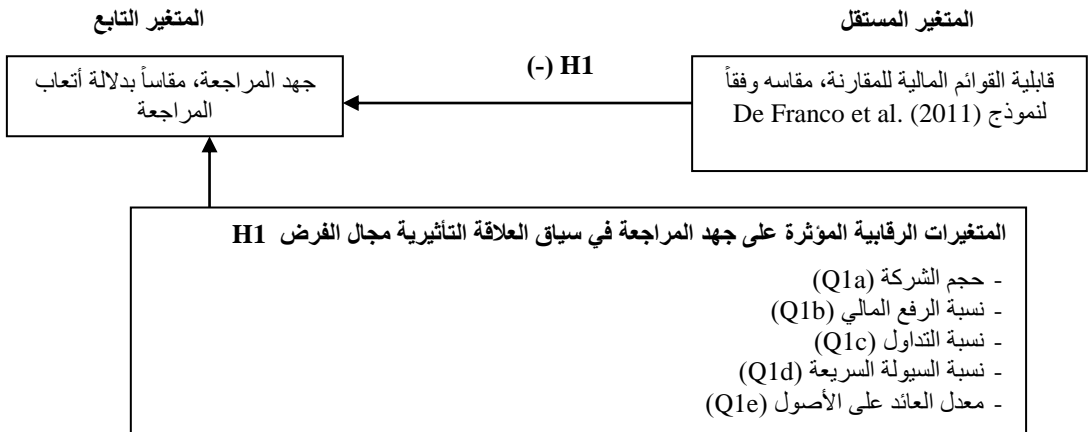 المتغير المستقل
المتغير التابع
قابلية القوائم المالية للمقارنة، مقاسه وفقاً
لنموذج De Franco et al. (2011)
(-) H1
جهد المراجعة، مقاساً بدلالة أتعاب
المراجعة
المتغيرات الرقابية المؤثرة على جهد المراجعة في سياق العلاقة التأثيرية مجال الفرض H1
- حجم الشركة (Q1a)
- نسبة الرفع المالي (Q1b)
- نسبة التداول (Q1c)
- نسبة السيولة السريعة (Q1d)
- معدل العائد على الأصول (Q1e)